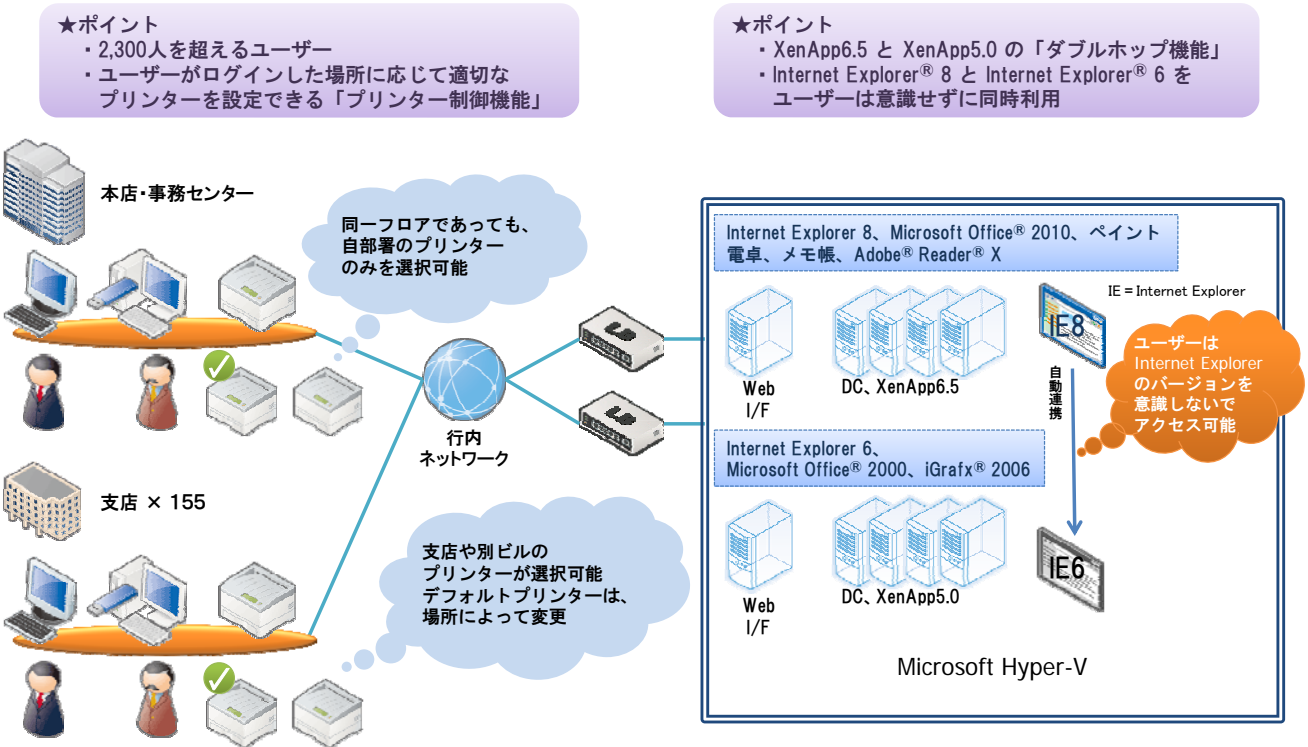 ★ポイント
・2,300人を超えるユーザー
・ユーザーがログインした場所に応じて適切な
プリンターを設定できる「プリンター制御機能」
★ポイント
・XenApp6.5 と XenApp5.0 の「ダブルホップ機能」
・Internet Explorer® 8 と Internet Explorer® 6 を
ユーザーは意識せずに同時利用
本店・事務センター
同一フロアであっても、
自部署のプリンター
のみを選択可能
行内
ネットワーク
支店 × 155
支店や別ビルの
プリンターが選択可能
デフォルトプリンターは、
場所によって変更
Internet Explorer 8、Microsoft Office® 2010、ペイント
電卓、メモ帳、Adobe® Reader® X
IE = Internet Explorer
IE8
Web
I/F
DC、XenApp6.5
自動連携
ユーザーは
Internet Explorer
のバージョンを
意識しないで
アクセス可能
Internet Explorer 6、
Microsoft Office® 2000、iGrafx® 2006
IE6
Web
I/F
DC、XenApp5.0
Microsoft Hyper-V